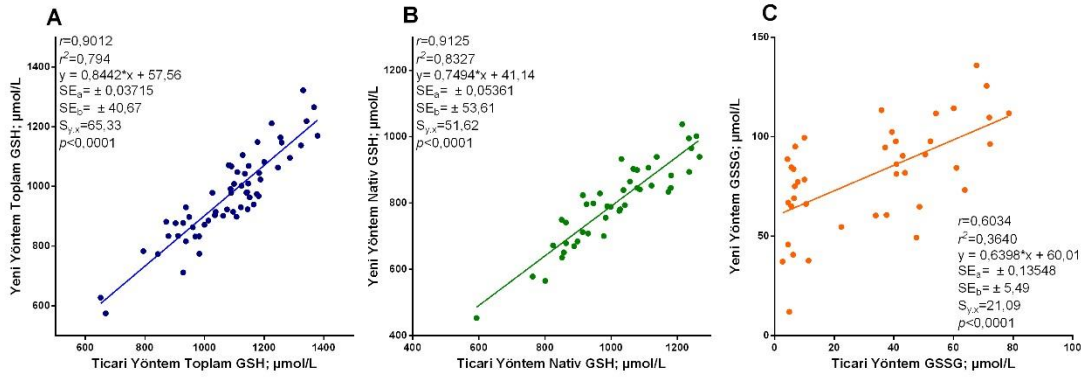 A
r=0,9012
r²=0,794
y = 0,8442*x + 57,56
SEa= ± 0,03715
SEb= ± 40,67
Sy.x=65,33
p<0,0001
1400
1200
1000
800
600
600 800 1000 1200 1400
Yeni Yöntem Toplam GSH; µmol/L
Ticari Yöntem Toplam GSH; µmol/L
B
r=0,9125
r²=0,8327
y = 0,7494*x + 41,14
SEa= ± 0,05361
SEb= ± 53,61
Sy.x=51,62
p<0,0001
1200
1000
800
600
400
600 800 1000 1200
Yeni Yöntem Nativ GSH; µmol/L
Ticari Yöntem Nativ GSH; µmol/L
C
150
100
50
0
0 20 40 60 80 100
Yeni Yöntem GSSG; µmol/L
Ticari Yöntem GSSG; µmol/L
r=0,6034
r²=0,3640
y = 0,6398*x + 60,01
SEa= ± 0,13548
SEb= ± 5,49
Sy.x=21,09
p<0,0001